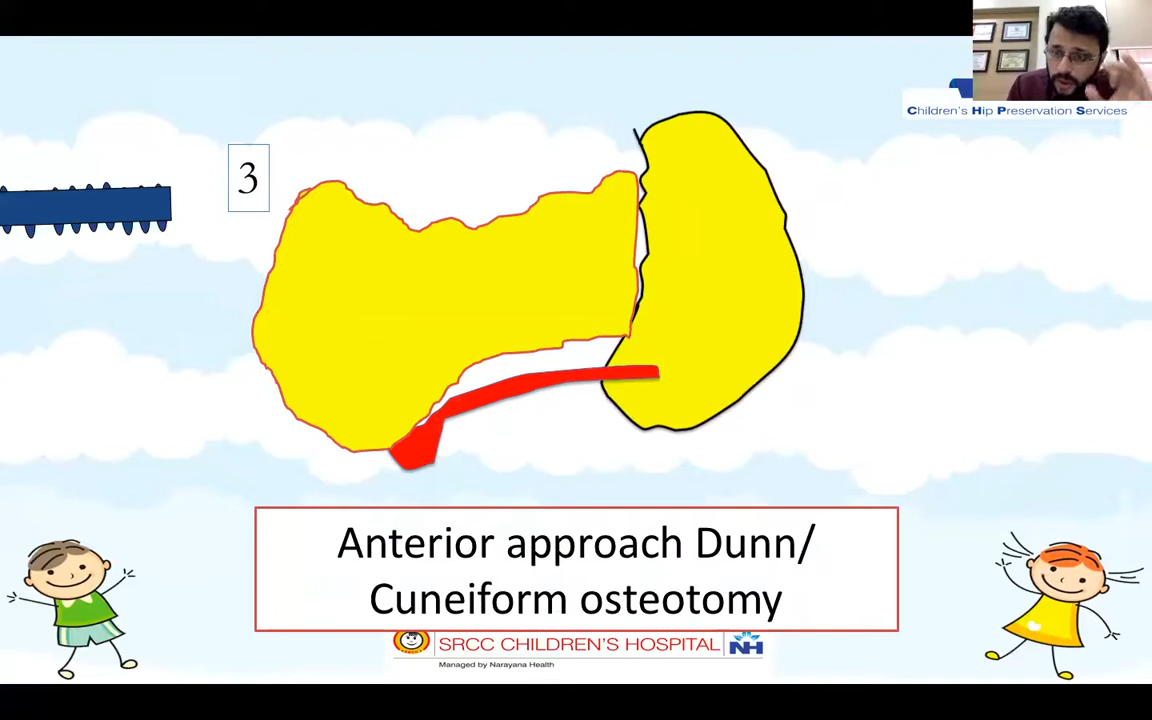 Children's Hip Preservation Services
3
Anterior approach Dunn/
Cuneiform osteotomy
SRCC CHILDREN'S HOSPITAL NH
Managed by Narayana Health